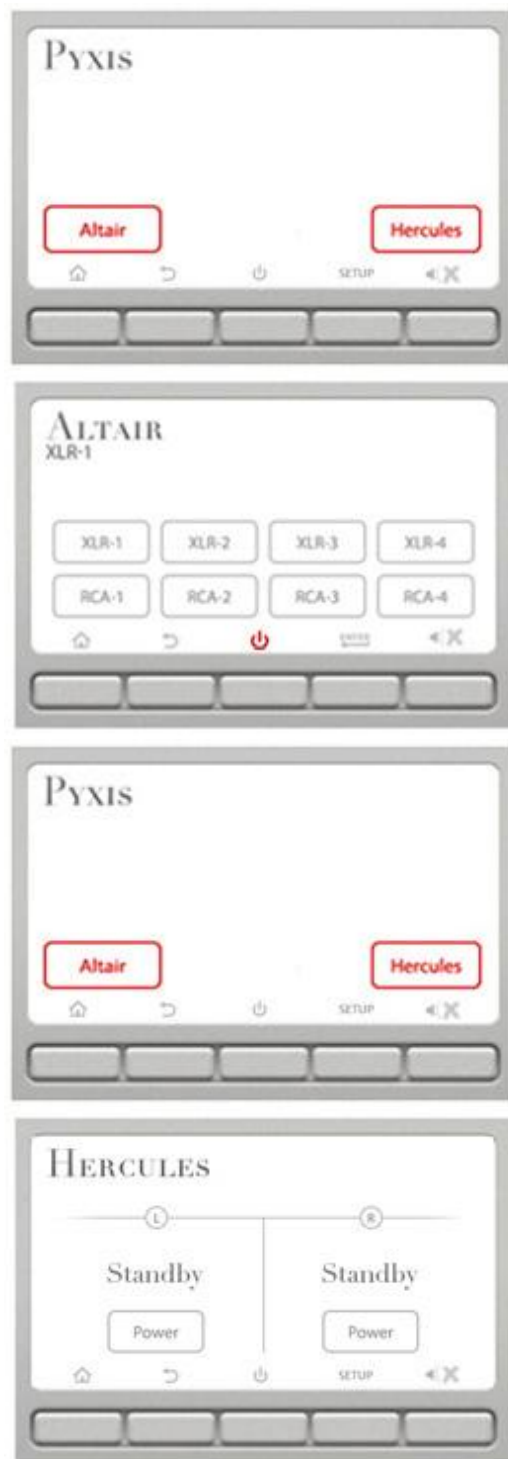 PYXIS
Altair Hercules
SETUP
ALTAIR
XLR-1
XLR-1 XLR-2 XLR-3 XLR-4
RCA-1 RCA-2 RCA-3 RCA-4
ENTER
PYXIS
Altair Hercules
SETUP
HERCULES
L R
Standby Standby
Power Power
SETUP